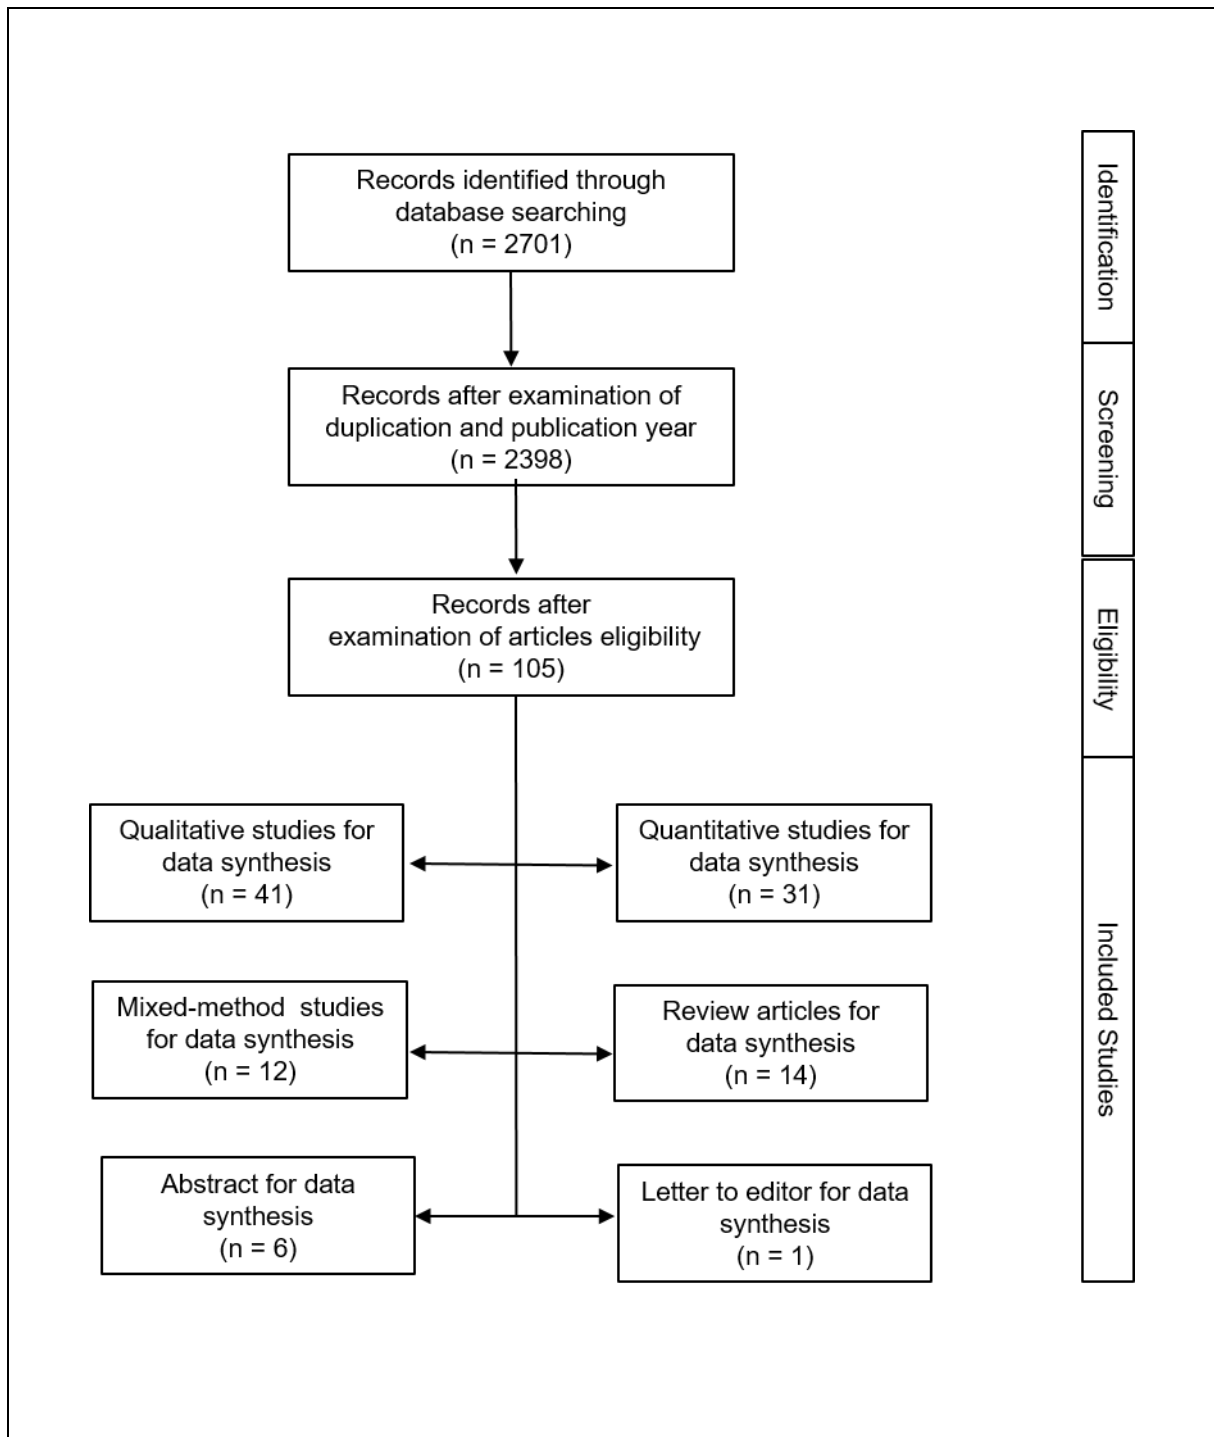 Records identified through
database searching
(n = 2701)
Identification
Records after examination of
duplication and publication year
(n = 2398)
Screening
Records after
examination of articles eligibility
(n = 105)
Eligibility
Qualitative studies for
data synthesis
(n = 41)
Quantitative studies for
data synthesis
(n = 31)
Mixed-method  studies
for data synthesis
(n = 12)
Review articles for
data synthesis
(n = 14)
Abstract for data
synthesis
(n = 6)
Letter to editor for data
synthesis
(n = 1)
Included Studies